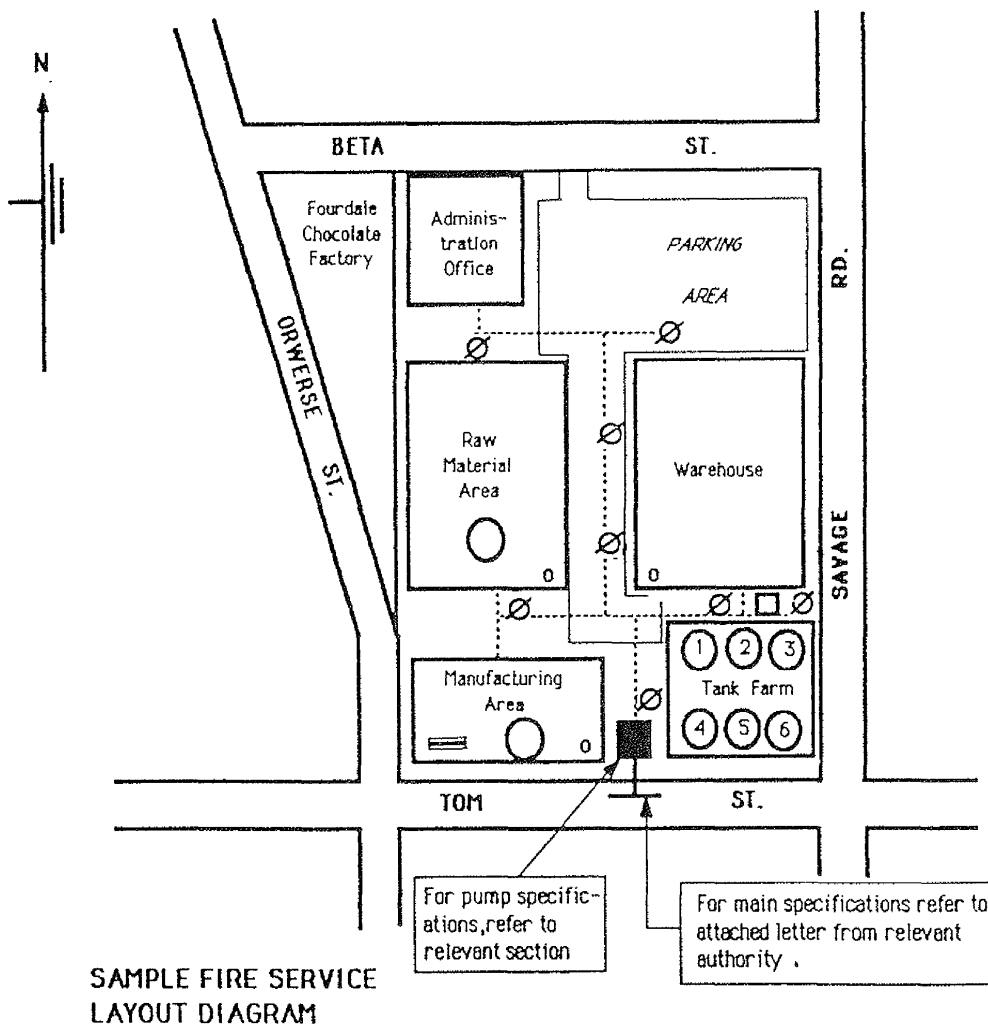 N
BETA ST.
Fourdale
Chocolate
Factory
Adminis-
tration
Office
PARKING
AREA
SAVAGE RD.
ORWERSE ST.
Raw
Material
Area
0
Warehouse
0
Manufacturing
Area
0
1 2 3
Tank Farm
4 5 6
TOM ST.
For pump specific-
ations,refer to
relevant section
For main specifications refer to
attached letter from relevant
authority .
SAMPLE FIRE SERVICE
LAYOUT DIAGRAM